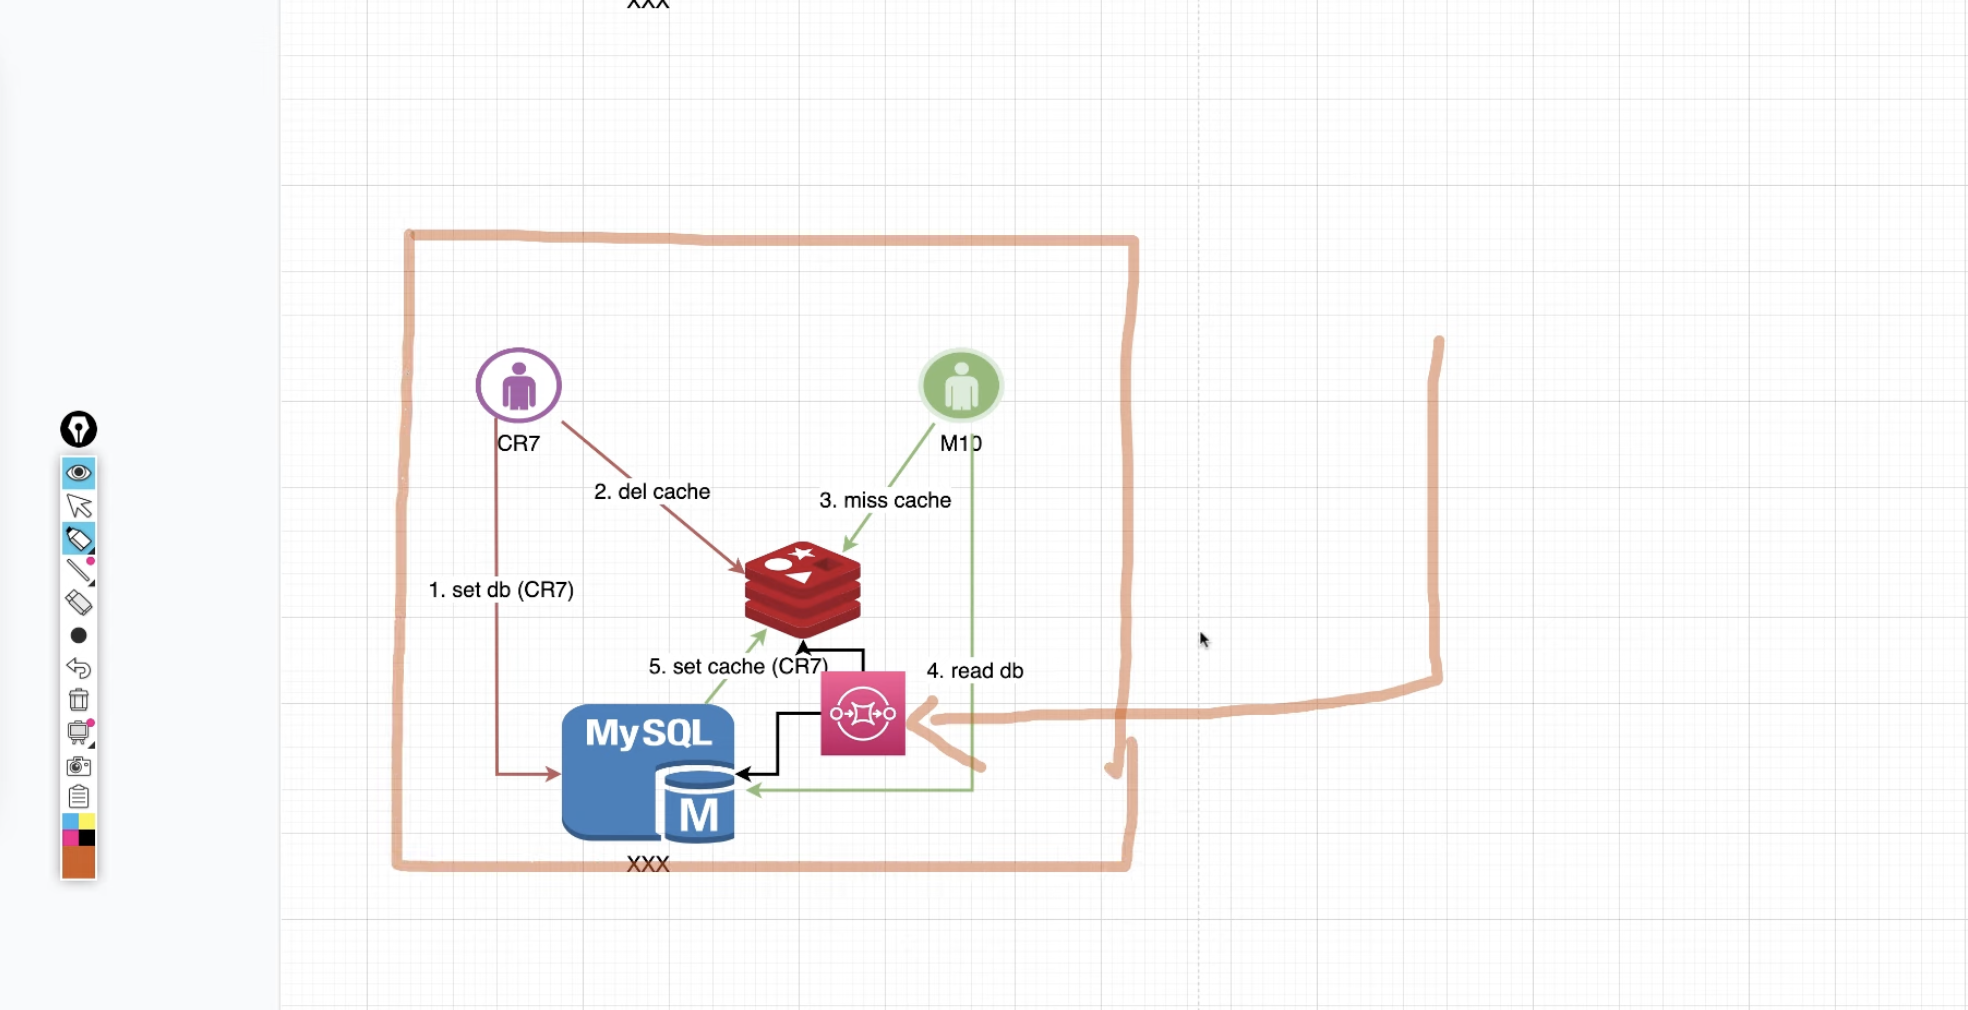 XXX
CR7
M10
2. del cache
3. miss cache
1. set db (CR7)
5. set cache (CR7)
4. read db
MySQL
M
XXX